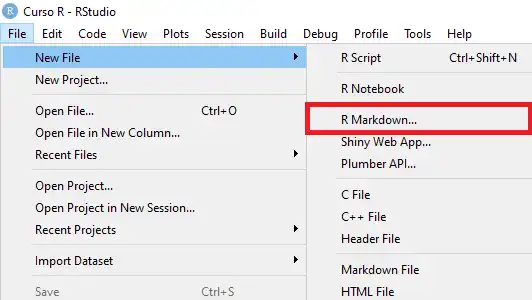 R Curso R - RStudio
File Edit Code View Plots Session Build Debug Profile Tools Help
New File
New Project...
Open File... Ctrl+O
Open File in New Column...
Recent Files
Open Project...
Open Project in New Session...
Recent Projects
Import Dataset
Save Ctrl+S
R Script Ctrl+Shift+N
R Notebook
R Markdown...
Shiny Web App...
Plumber API...
C File
C++ File
Header File
Markdown File
HTML File